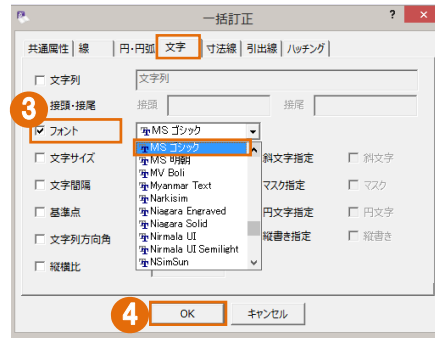 一括訂正 ? ×
共通属性 線 円・円弧 文字 寸法線 引出線 ハッチング
文字列 文字列
3
接頭・接尾 接頭 接尾
フォント MS ゴシック
MS ゴシック
文字サイズ MS 明朝 斜文字指定 斜文字
MV Boli
文字間隔 Myanmar Text マスク指定 マスク
Narkisim
基準点 Niagara Engraved 円文字指定 円文字
Niagara Solid
文字列方向角 Nirmala UI 縦書き指定 縦書き
Nirmala UI Semilight
縦横比 NSimSun
4 OK キャンセル